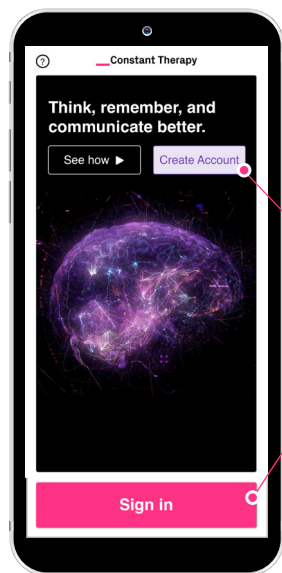 ?
Constant Therapy
Think, remember, and
communicate better.
See how ▶
Create Account
Sign in